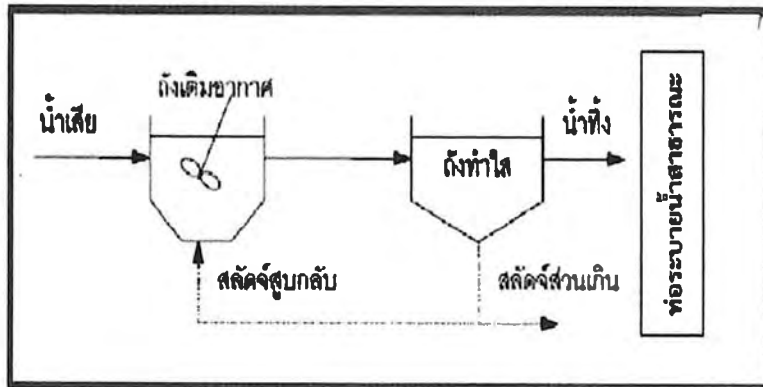 ถังเติมอากาศ
น้ำเสีย
น้ำทิ้ง
ถังทำใส
สลัดจ์สูบกลับ
สลัดจ์ส่วนเกิน
ท่อระบายน้ำสาธารณะ